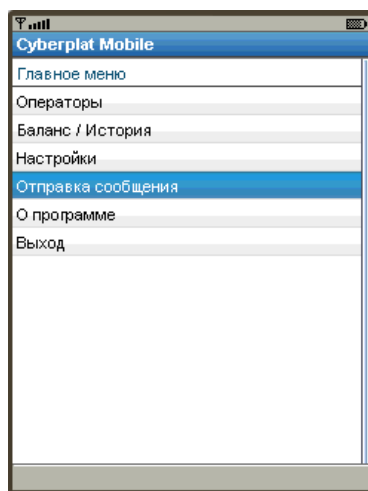 Cyberplat Mobile
Главное меню
Операторы
Баланс / История
Настройки
Отправка сообщения
О программе
Выход